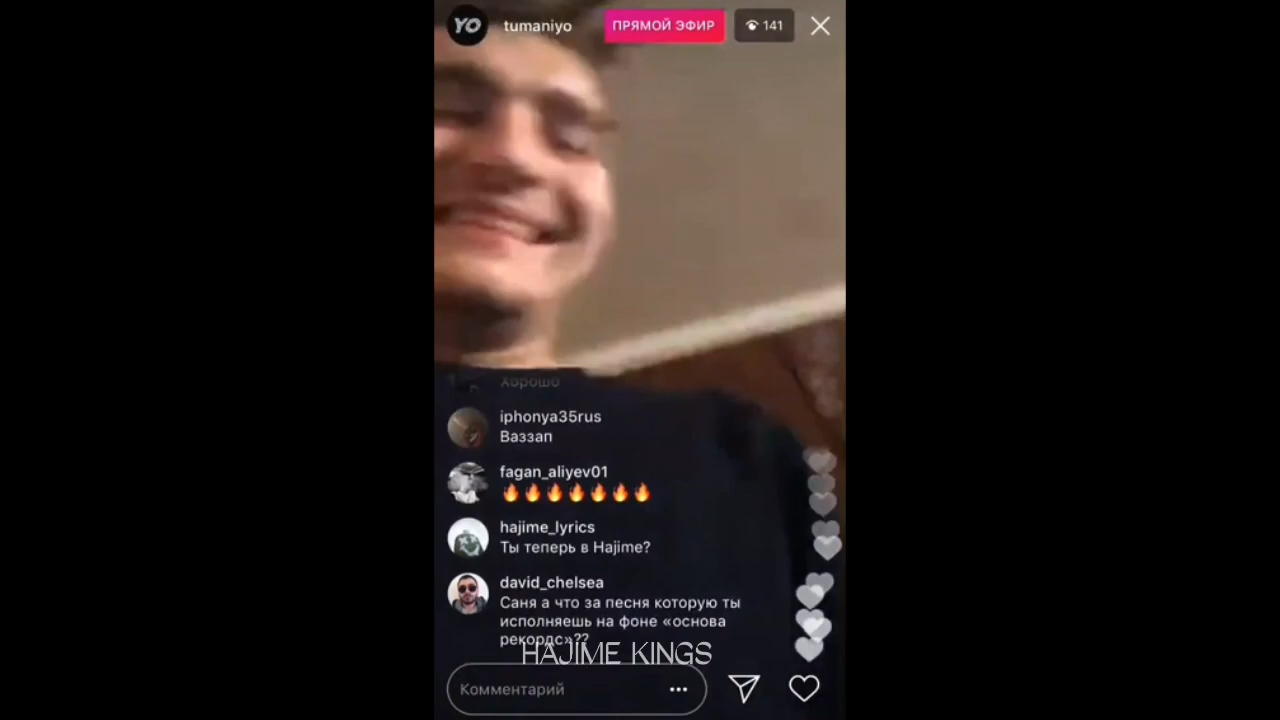 YO
tumaniyo
ПРЯМОЙ ЭФИР
141
Хорошо
iphonya35rus
Ваззап
fagan_aliyev01
🔥🔥🔥🔥🔥🔥🔥
hajime_lyrics
Ты теперь в Hajime?
david_chelsea
Саня а что за песня которую ты
исполняешь на фоне «основа
рекордс»??
HAJIME KINGS
Комментарий